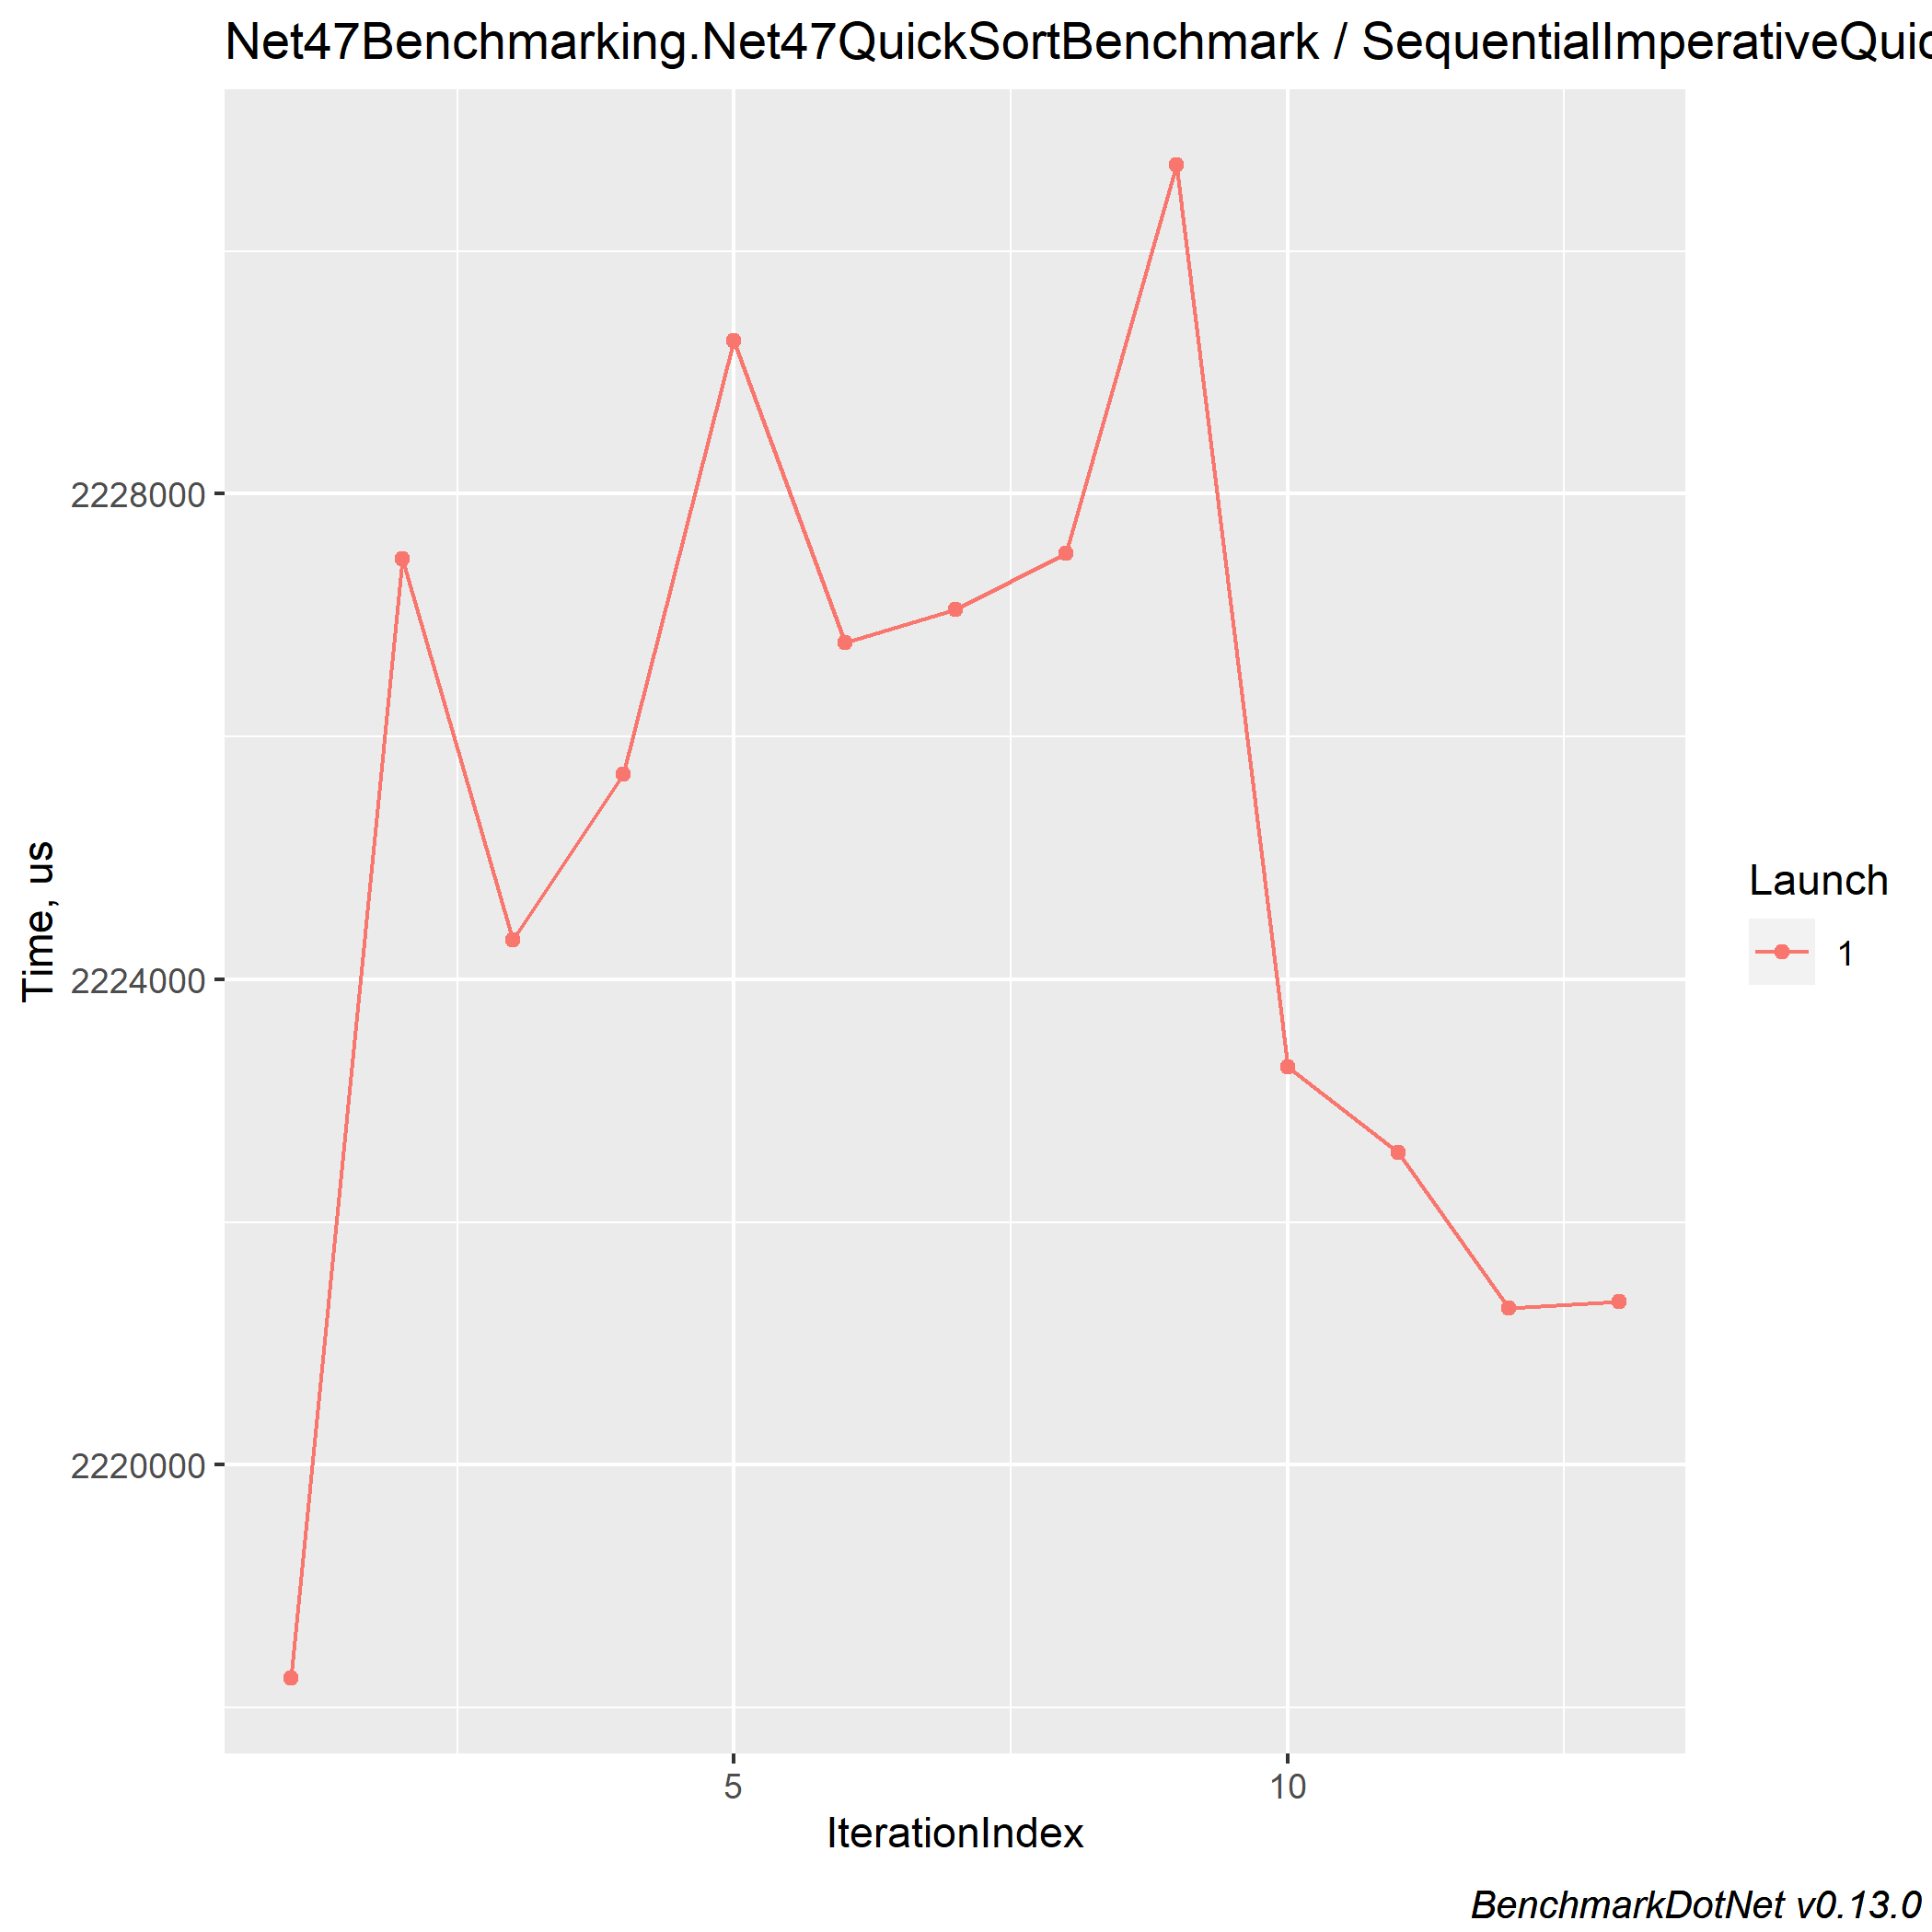 Net47Benchmarking.Net47QuickSortBenchmark / SequentialImperativeQuic
2228000
2224000
2220000
Time, us
5
10
IterationIndex
Launch
1
BenchmarkDotNet v0.13.0